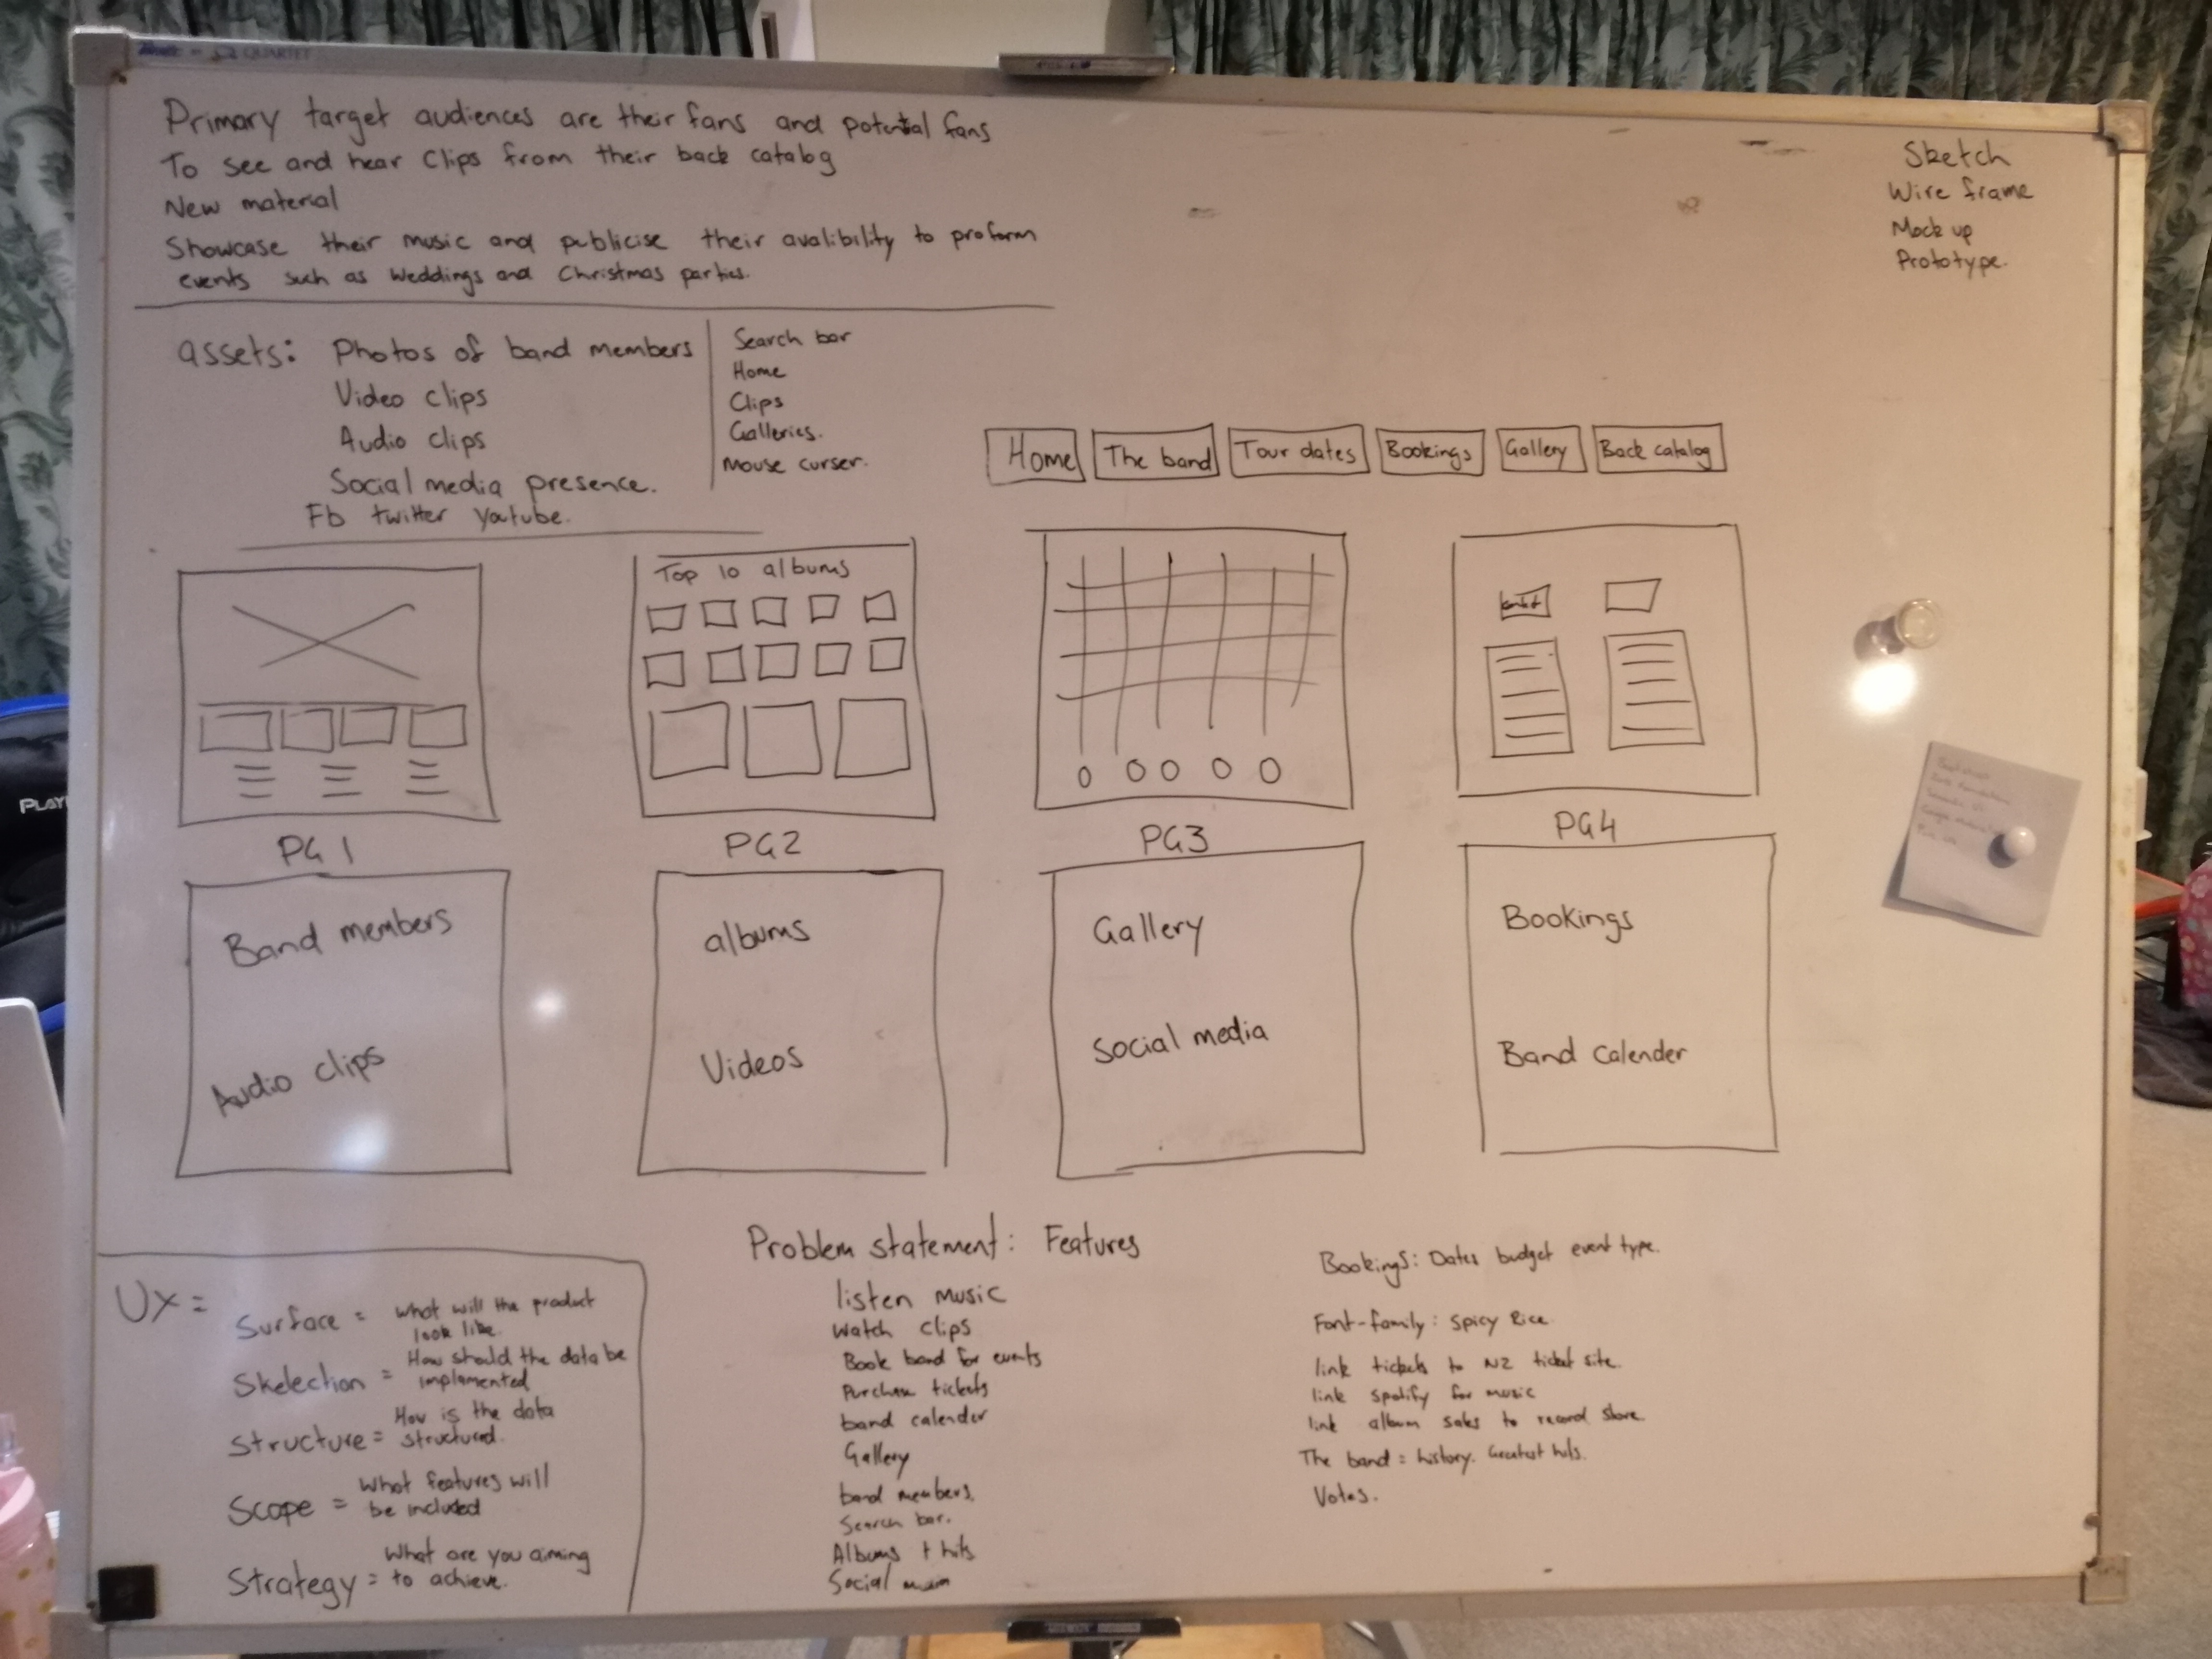 QUARTET
Primary target audiences are their fans and potential fans
To see and hear Clips from their back catalog
New material
Showcase their music and publicise their avalibility to proform
events such as Weddings and Christmas parties.
Sketch
Wire frame
Mock up
Prototype.
assets: Photos of band members
Video clips
Audio clips
Social media presence.
Fb twitter youtube.
Search bar
Home
Clips
Galleries.
Mouse curser.
Home
The band
Tour dates
Bookings
Gallery
Back catalog
Top 10 albums
PG 1
PG2
PG3
PG4
Band members
Audio clips
albums
Videos
Gallery
Social media
Bookings
Band Calender
UX =
Surface = what will the product
look like.
Skelection = How should the data be
implamented
Structure = How is the data
structured.
Scope = What features will
be included
Strategy = What are you aiming
to achieve.
Problem statement: Features
listen music
Watch clips
Book band for events
Purchase tickets
band calender
Gallery
band members.
Search bar.
Albums + hits
Social
Bookings: Dates budget event type.
Font-family: Spicy Rice
link tickets to NZ ticket site.
link spotify for music
link album sales to record store.
The band = history. Greatest hits.
Votes.
PLAY